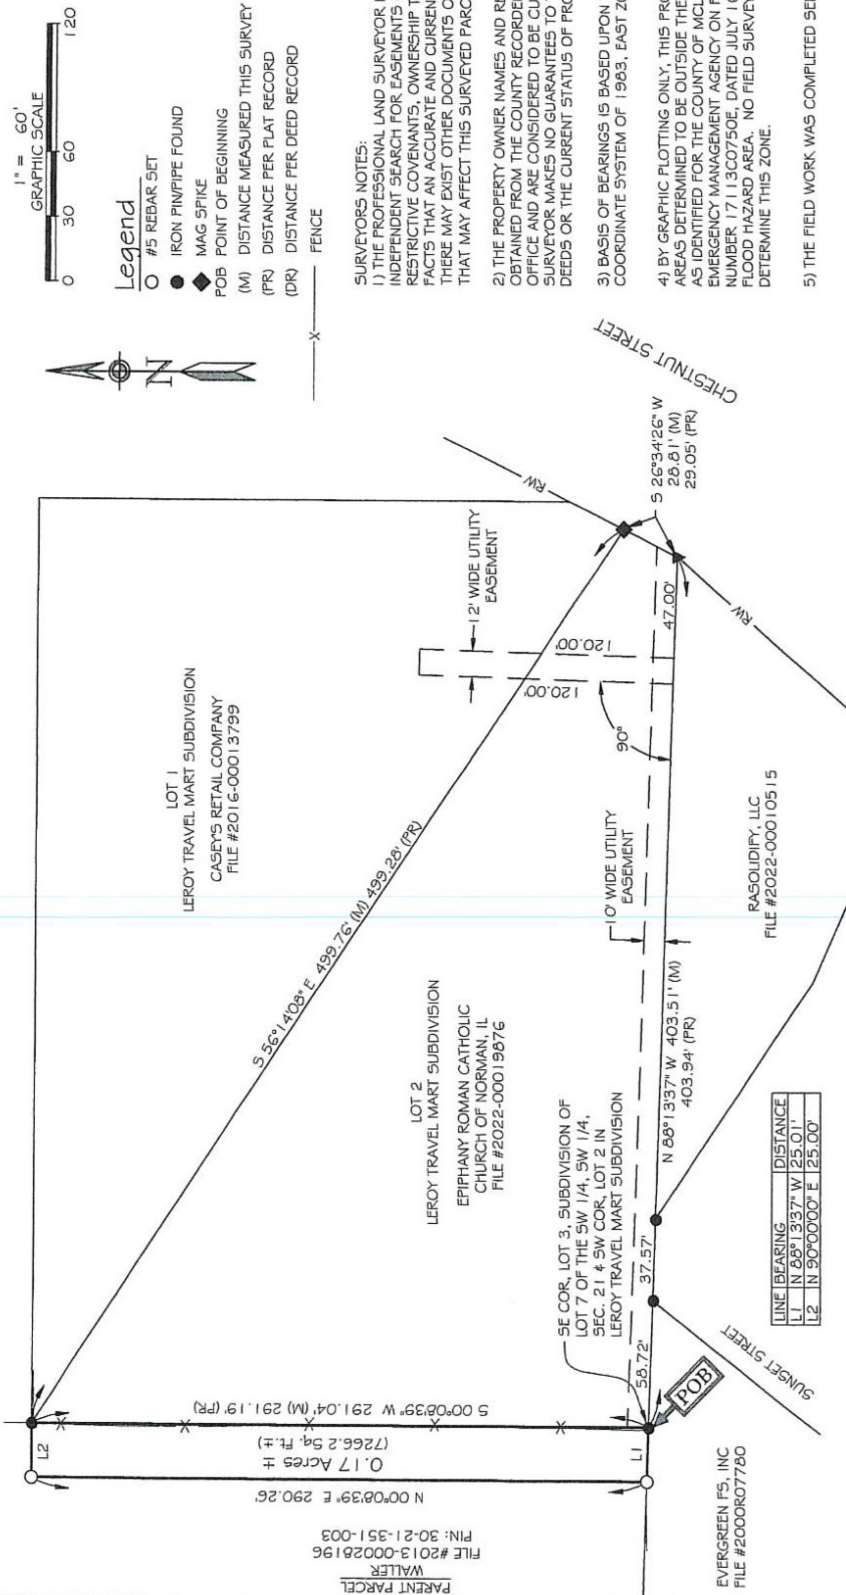 1" = 60'
GRAPHIC SCALE
0 30 60 120
Legend
#5 REBAR SET
IRON PIN/PIPE FOUND
MAG SPIKE
POB POINT OF BEGINNING
(M) DISTANCE MEASURED THIS SURVEY
(PR) DISTANCE PER PLAT RECORD
(DR) DISTANCE PER DEED RECORD
X FENCE
N
SURVEYORS NOTES:
1) THE PROFESSIONAL LAND SURVEYOR
INDEPENDENT SEARCH FOR EASEMENTS
RESTRICTIVE COVENANTS, OWNERSHIP
FACTS THAT AN ACCURATE AND CURREN
THERE MAY EXIST OTHER DOCUMENTS O
THAT MAY AFFECT THIS SURVEYED PARC
2) THE PROPERTY OWNER NAMES AND RE
OBTAINED FROM THE COUNTY RECORDE
OFFICE AND ARE CONSIDERED TO BE CU
SURVEYOR MAKES NO GUARANTEES TO
DEEDS OR THE CURRENT STATUS OF PRO
3) BASIS OF BEARINGS IS BASED UPON
COORDINATE SYSTEM OF 1983, EAST ZO
4) BY GRAPHIC PLOTTING ONLY, THIS PRO
AREAS DETERMINED TO BE OUTSIDE THE
AS IDENTIFIED FOR THE COUNTY OF MCL
EMERGENCY MANAGEMENT AGENCY ON F
NUMBER 17113C0750E, DATED JULY 1
FLOOD HAZARD AREA. NO FIELD SURVEY
DETERMINE THIS ZONE.
5) THE FIELD WORK WAS COMPLETED SE
CHESTNUT STREET
RW
S 26°34'26" W
28.81' (M)
29.05' (PR)
RW
12' WIDE UTILITY
EASEMENT
120.00'
120.00'
90°
47.00'
LOT 1
LEROY TRAVEL MART SUBDIVISION
CASEY'S RETAIL COMPANY
FILE #2016-00013799
S 56°14'08" E 499.76' (M) 499.28' (PR)
LOT 2
LEROY TRAVEL MART SUBDIVISION
EPIPHANY ROMAN CATHOLIC
CHURCH OF NORMAN, IL
FILE #2022-00019876
10' WIDE UTILITY
EASEMENT
N 88°13'37" W 403.51' (M)
403.94' (PR)
RASOLIDIFY, LLC
FILE #2022-00010515
SE COR, LOT 3, SUBDIVISION OF
LOT 7 OF THE SW 1/4, SW 1/4,
SEC. 21 & SW COR, LOT 2 IN
LEROY TRAVEL MART SUBDIVISION
58.72' 37.57'
POB
SUNSET STREET
LINE BEARING DISTANCE
L1 N 88°13'37" W 25.01'
L2 N 90°00'00" E 25.00'
S 00°08'39" W 291.04' (M) 291.19' (PR)
(7266.2 Sq. Ft.±)
0.17 Acres ±
N 00°08'39" E 290.26'
L2
L1
PARENT PARCEL
WALLER
FILE #2013-00028196
PIN: 30-21-351-003
EVERGREEN FS, INC
FILE #2000R07780